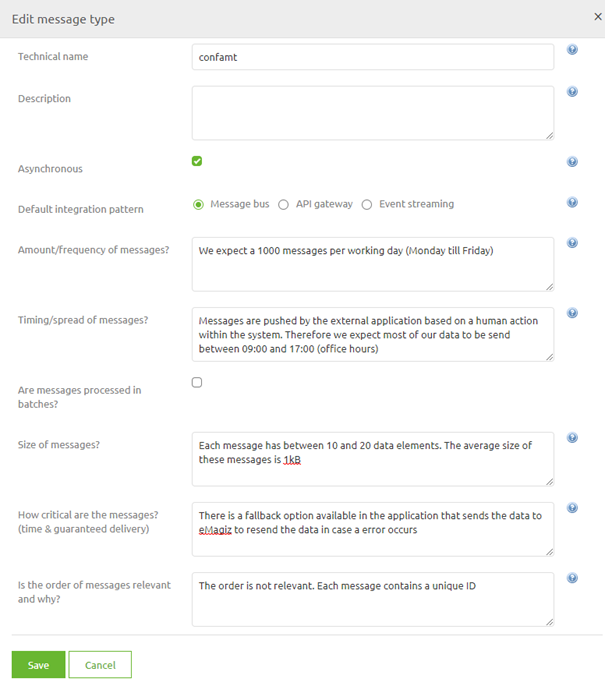 Edit message type
×
Technical name
confamt
Description
Asynchronous
Default integration pattern
Message bus API gateway Event streaming
Amount/frequency of messages?
We expect a 1000 messages per working day (Monday till Friday)
Timing/spread of messages?
Messages are pushed by the external application based on a human action
within the system. Therefore we expect most of our data to be send
between 09:00 and 17:00 (office hours)
Are messages processed in
batches?
Size of messages?
Each message has between 10 and 20 data elements. The average size of
these messages is 1kB
How critical are the messages?
(time & guaranteed delivery)
There is a fallback option available in the application that sends the data to
eMagiz to resend the data in case a error occurs
Is the order of messages relevant
and why?
The order is not relevant. Each message contains a unique ID
Save Cancel